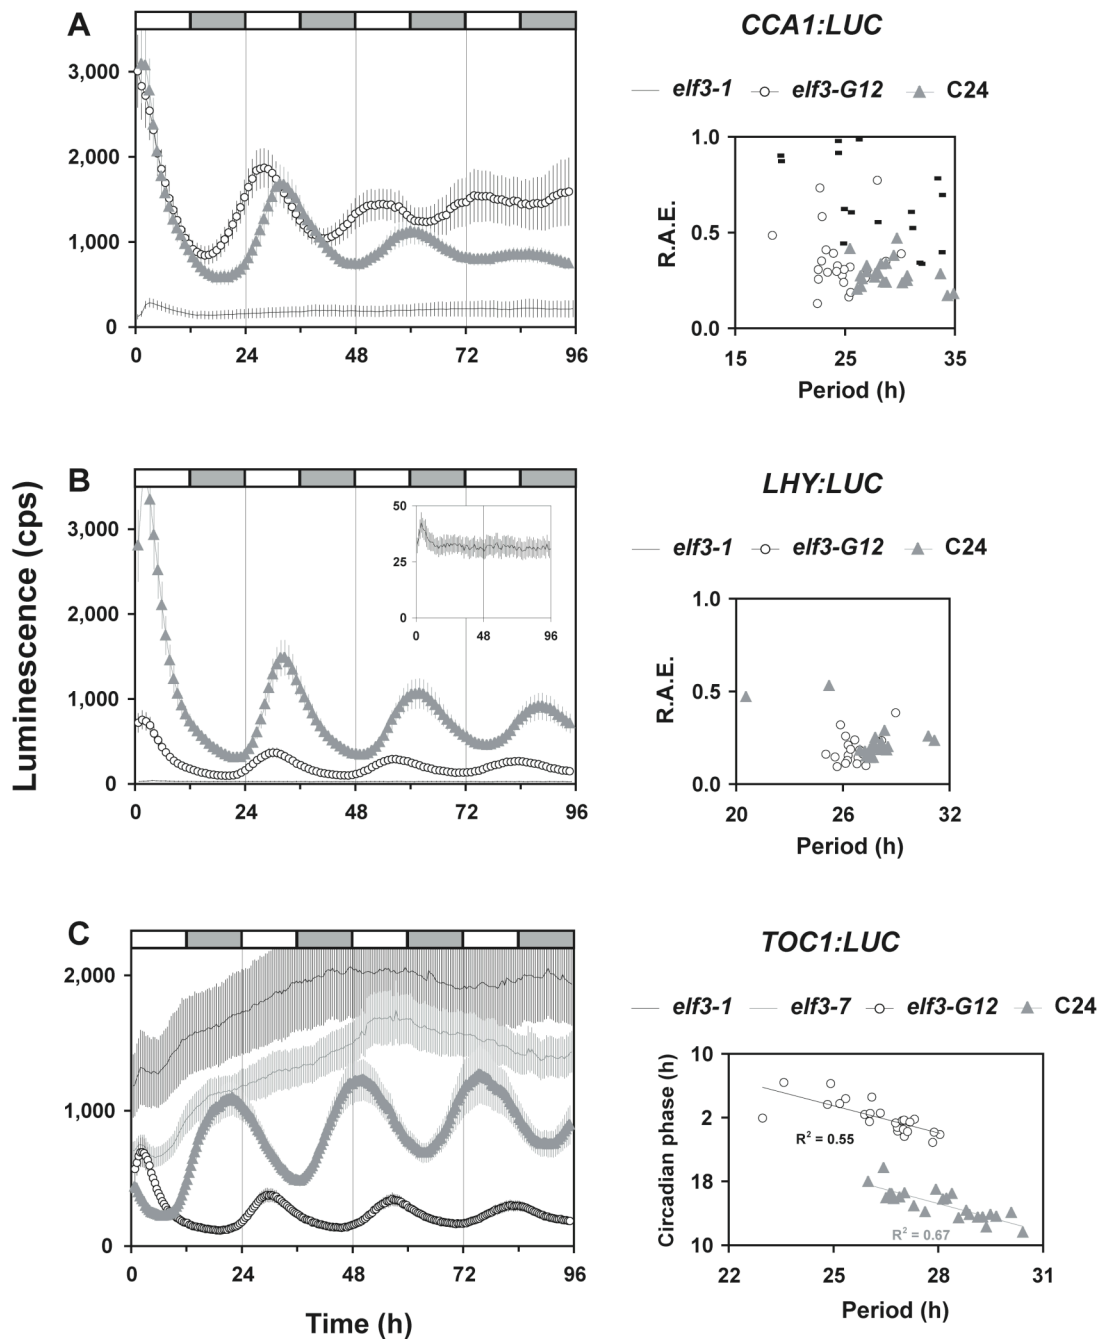 A
CCA1:LUC
3,000
2,000
1,000
0
0 24 48 72 96
elf3-1 elf3-G12 C24
1.0
0.5
0.0
R.A.E.
15 25 35
Period (h)
Luminescence (cps)
B
LHY:LUC
3,000
2,000
1,000
0
0 24 48 72 96
50
25
0
0 48 96
elf3-1 elf3-G12 C24
1.0
0.5
0.0
R.A.E.
20 26 32
Period (h)
C
TOC1:LUC
2,000
1,000
0
0 24 48 72 96
Time (h)
elf3-1 elf3-7 elf3-G12 C24
10
2
18
10
Circadian phase (h)
R² = 0.55
R² = 0.67
22 25 28 31
Period (h)